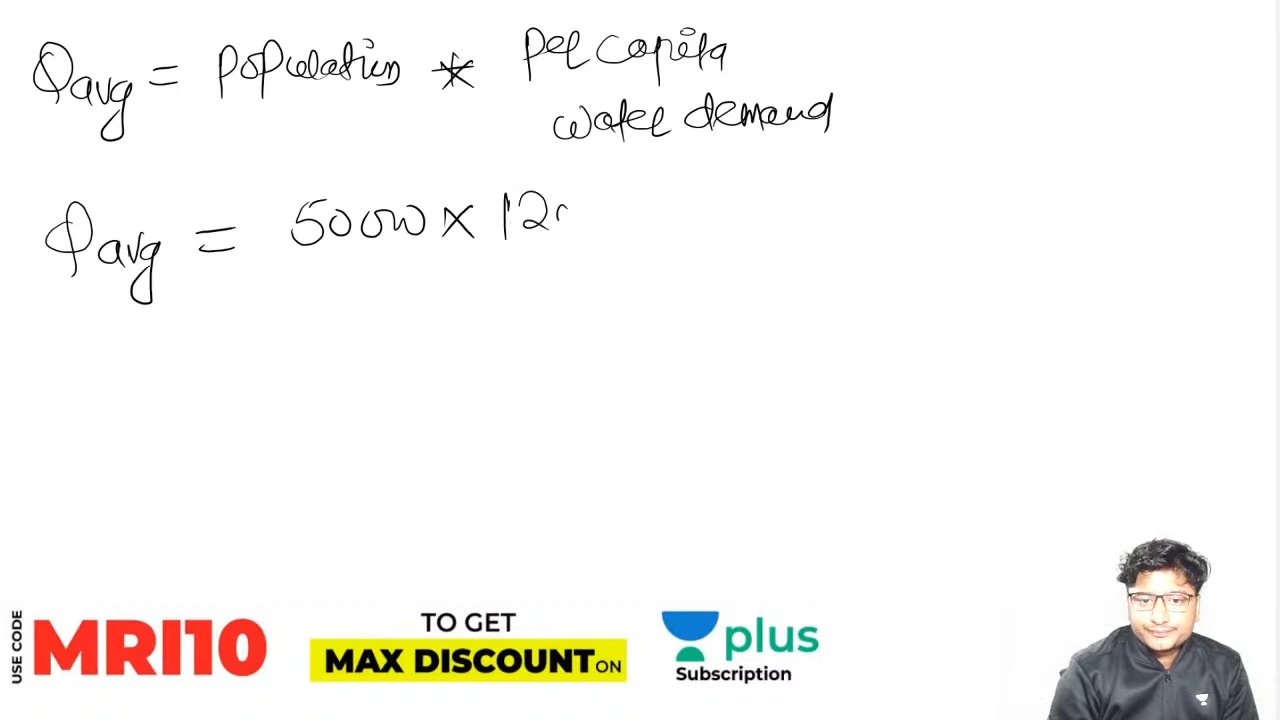 Qavg = Population * Per capita
water demand
Qavg = 5000 × 12
USE CODE
MRI10
TO GET
MAX DISCOUNT ON
plus
Subscription